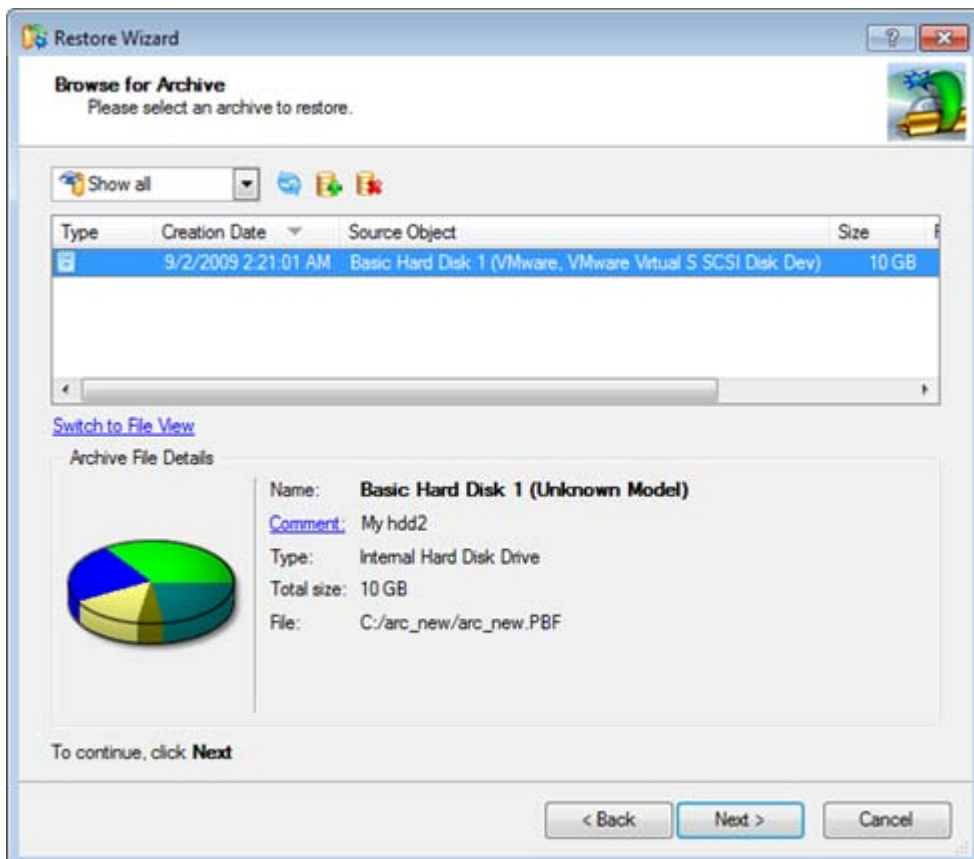 Restore Wizard
Browse for Archive
Please select an archive to restore.
Show all
Type Creation Date Source Object Size
9/2/2009 2:21:01 AM Basic Hard Disk 1 (VMware, VMware Virtual S SCSI Disk Dev) 10 GB
Switch to File View
Archive File Details
Name: Basic Hard Disk 1 (Unknown Model)
Comment: My hdd2
Type: Internal Hard Disk Drive
Total size: 10 GB
File: C:/arc_new/arc_new.PBF
To continue, click Next
< Back Next > Cancel